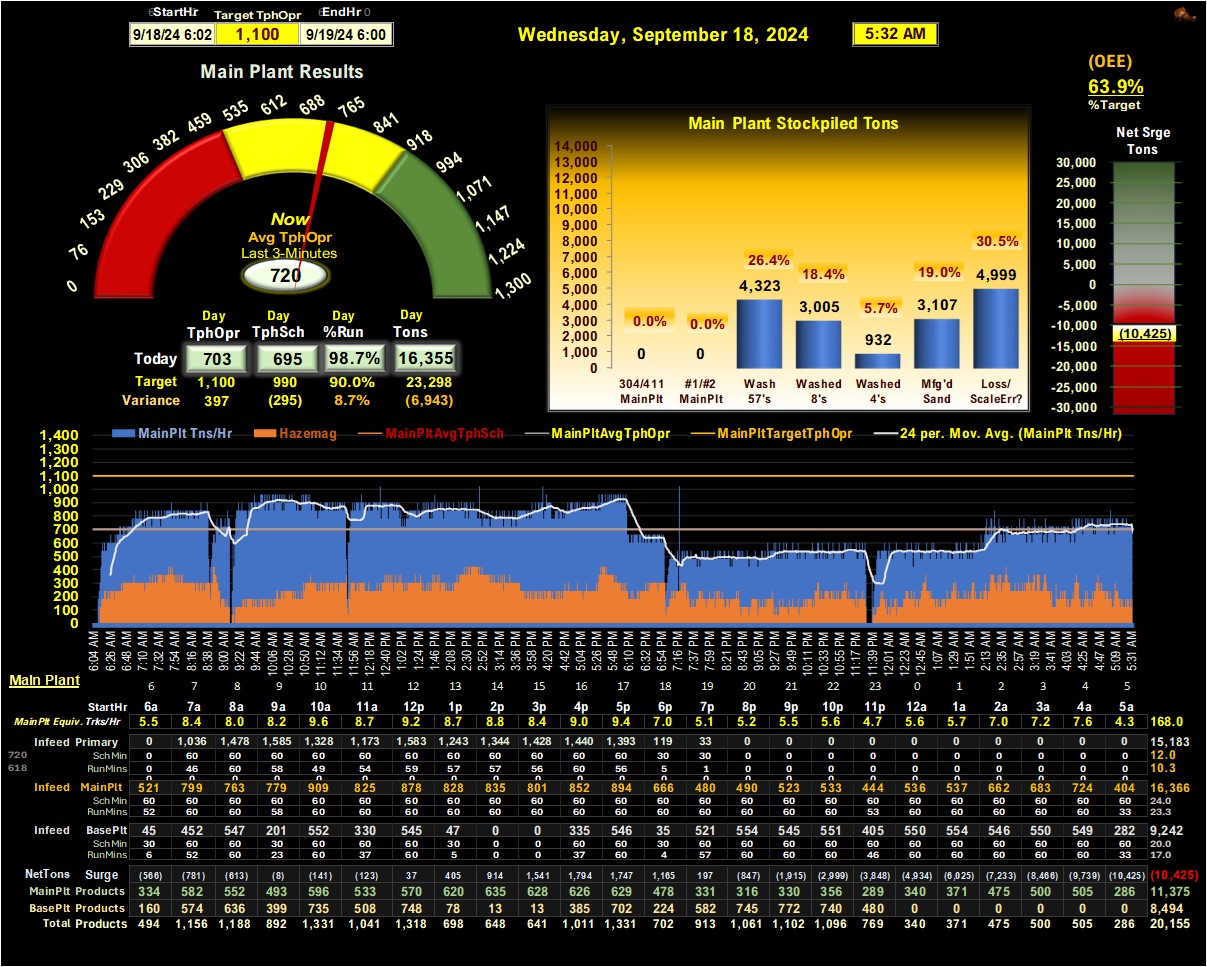 StartHr Target TphOpr EndHr
9/18/24 6:02 1,100 9/19/24 6:00
Wednesday, September 18, 2024
5:32 AM
(OEE)
63.9%
%Target
Main Plant Results
0 76 153 229 306 382 459 535 612 688 765 841 918 994 1,071 1,147 1,224 1,300
Now
Avg TphOpr
Last 3-Minutes
720
Day Day Day Day
TphOpr TphSch %Run Tons
Today 703 695 98.7% 16,355
Target 1,100 990 90.0% 23,298
Variance 397 (295) 8.7% (6,943)
Main Plant Stockpiled Tons
14,000
13,000
12,000
11,000
10,000
9,000
8,000
7,000
6,000
5,000
4,000
3,000
2,000
1,000
0
0.0% 0.0% 26.4% 18.4% 5.7% 19.0% 30.5%
0 0 4,323 3,005 932 3,107 4,999
304/411 #1/#2 Wash Washed Washed Mfg'd Loss/
MainPlt MainPlt 57's 8's 4's Sand ScaleErr?
Net Srge
Tons
30,000
25,000
20,000
15,000
10,000
5,000
0
-5,000
-10,000
(10,425)
-15,000
-20,000
-25,000
-30,000
MainPlt Tns/Hr Hazemag MainPltAvgTphSch MainPltAvgTphOpr MainPltTargetTphOpr 24 per. Mov. Avg. (MainPlt Tns/Hr)
1,400
1,300
1,200
1,100
1,000
900
800
700
600
500
400
300
200
100
0
6:04 AM 6:26 AM 6:48 AM 7:10 AM 7:32 AM 7:54 AM 8:16 AM 8:38 AM 9:00 AM 9:22 AM 9:44 AM 10:06 AM 10:28 AM 10:50 AM 11:12 AM 11:34 AM 11:56 AM 12:18 PM 12:40 PM 1:02 PM 1:24 PM 1:46 PM 2:08 PM 2:30 PM 2:52 PM 3:14 PM 3:36 PM 3:58 PM 4:20 PM 4:42 PM 5:04 PM 5:26 PM 5:48 PM 6:10 PM 6:32 PM 6:54 PM 7:16 PM 7:37 PM 7:59 PM 8:21 PM 8:43 PM 9:05 PM 9:27 PM 9:49 PM 10:11 PM 10:33 PM 10:55 PM 11:17 PM 11:39 PM 12:01 AM 12:23 AM 12:45 AM 1:07 AM 1:29 AM 1:51 AM 2:13 AM 2:35 AM 2:57 AM 3:19 AM 3:41 AM 4:03 AM 4:25 AM 4:47 AM 5:09 AM 5:31 AM
Main Plant
6 7 8 9 10 11 12 13 14 15 16 17 18 19 20 21 22 23 0 1 2 3 4 5
StartHr 6a 7a 8a 9a 10a 11a 12p 1p 2p 3p 4p 5p 6p 7p 8p 9p 10p 11p 12a 1a 2a 3a 4a 5a
MainPlt Equiv. Trks/Hr 5.5 8.4 8.0 8.2 9.6 8.7 9.2 8.7 8.8 8.4 9.0 9.4 7.0 5.1 5.2 5.5 5.6 4.7 5.6 5.7 7.0 7.2 7.6 4.3 168.0
Infeed Primary 0 1,036 1,478 1,585 1,328 1,173 1,583 1,243 1,344 1,428 1,440 1,393 119 33 0 0 0 0 0 0 0 0 0 0 15,183
720 Sch Min 0 60 60 60 60 60 60 60 60 60 60 60 30 30 0 0 0 0 0 0 0 0 0 0 12.0
618 RunMins 0 46 60 58 49 54 59 57 57 56 60 56 5 1 0 0 0 0 0 0 0 0 0 0 10.3
0 0 0 0 0 0 0 0 0 0 0 0 0 0 0 0 0 0 0 0 0 0 0 0
Infeed MainPlt 521 799 763 779 909 825 878 828 835 801 852 894 666 480 490 523 533 444 536 537 662 683 724 404 16,366
Sch Min 60 60 60 60 60 60 60 60 60 60 60 60 60 60 60 60 60 60 60 60 60 60 60 60 24.0
RunMins 52 60 60 58 60 60 60 60 60 60 60 60 60 60 60 60 60 53 60 60 60 60 60 33 23.3
Infeed BasePlt 45 452 547 201 552 330 545 47 0 0 335 546 35 521 554 545 551 405 550 554 546 550 549 282 9,242
Sch Min 30 60 60 30 60 60 60 30 0 0 60 60 30 60 60 60 60 60 60 60 60 60 60 60 20.0
RunMins 6 52 60 23 60 37 60 5 0 0 37 60 4 57 60 60 60 46 60 60 60 60 60 33 17.0
NetTons Surge (566) (781) (613) (8) (141) (123) 37 405 914 1,541 1,794 1,747 1,165 197 (847) (1,915) (2,999) (3,848) (4,934) (6,025) (7,233) (8,466) (9,739) (10,425) (10,425)
MainPlt Products 334 582 552 493 596 533 570 620 635 628 626 629 478 331 316 330 356 289 340 371 475 500 505 286 11,375
BasePlt Products 160 574 636 399 735 508 748 78 13 13 385 702 224 582 745 772 740 480 0 0 0 0 0 0 8,494
Total Products 494 1,156 1,188 892 1,331 1,041 1,318 698 648 641 1,011 1,331 702 913 1,061 1,102 1,096 769 340 371 475 500 505 286 20,155